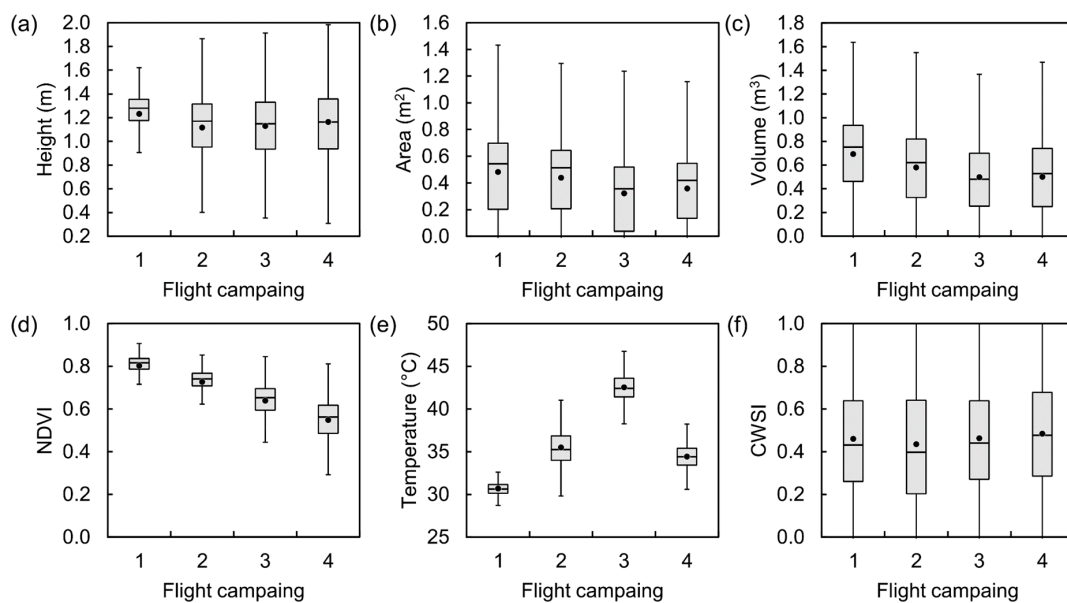 (a)
Height (m)
2.0
1.8
1.6
1.4
1.2
1.0
0.8
0.6
0.4
0.2
1 2 3 4
Flight campaing
(b)
Area (m²)
1.6
1.4
1.2
1.0
0.8
0.6
0.4
0.2
0.0
1 2 3 4
Flight campaing
(c)
Volume (m³)
1.8
1.6
1.4
1.2
1.0
0.8
0.6
0.4
0.2
0.0
1 2 3 4
Flight campaing
(d)
NDVI
1.0
0.8
0.6
0.4
0.2
0.0
1 2 3 4
Flight campaing
(e)
Temperature (°C)
50
45
40
35
30
25
1 2 3 4
Flight campaing
(f)
CWSI
1.0
0.8
0.6
0.4
0.2
0.0
1 2 3 4
Flight campaing